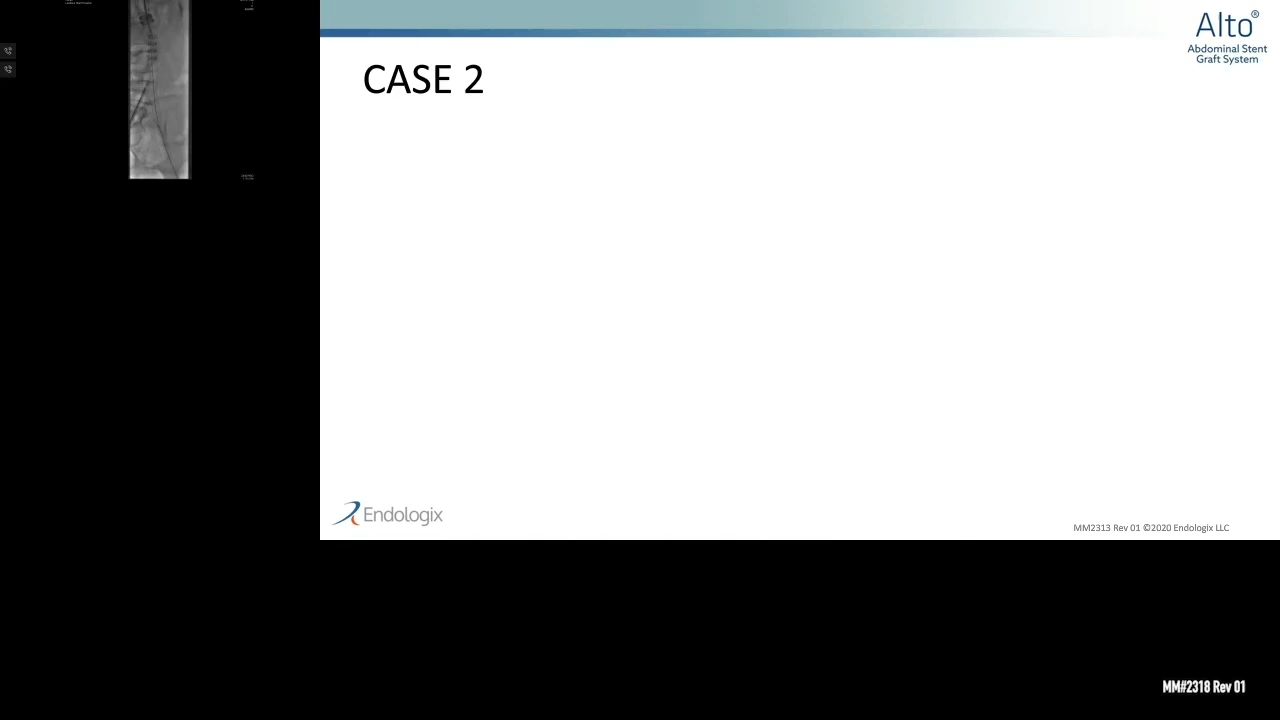 Alto®
Abdominal Stent
Graft System
CASE 2
Endologix
MM2313 Rev 01 ©2020 Endologix LLC
MM#2318 Rev 01